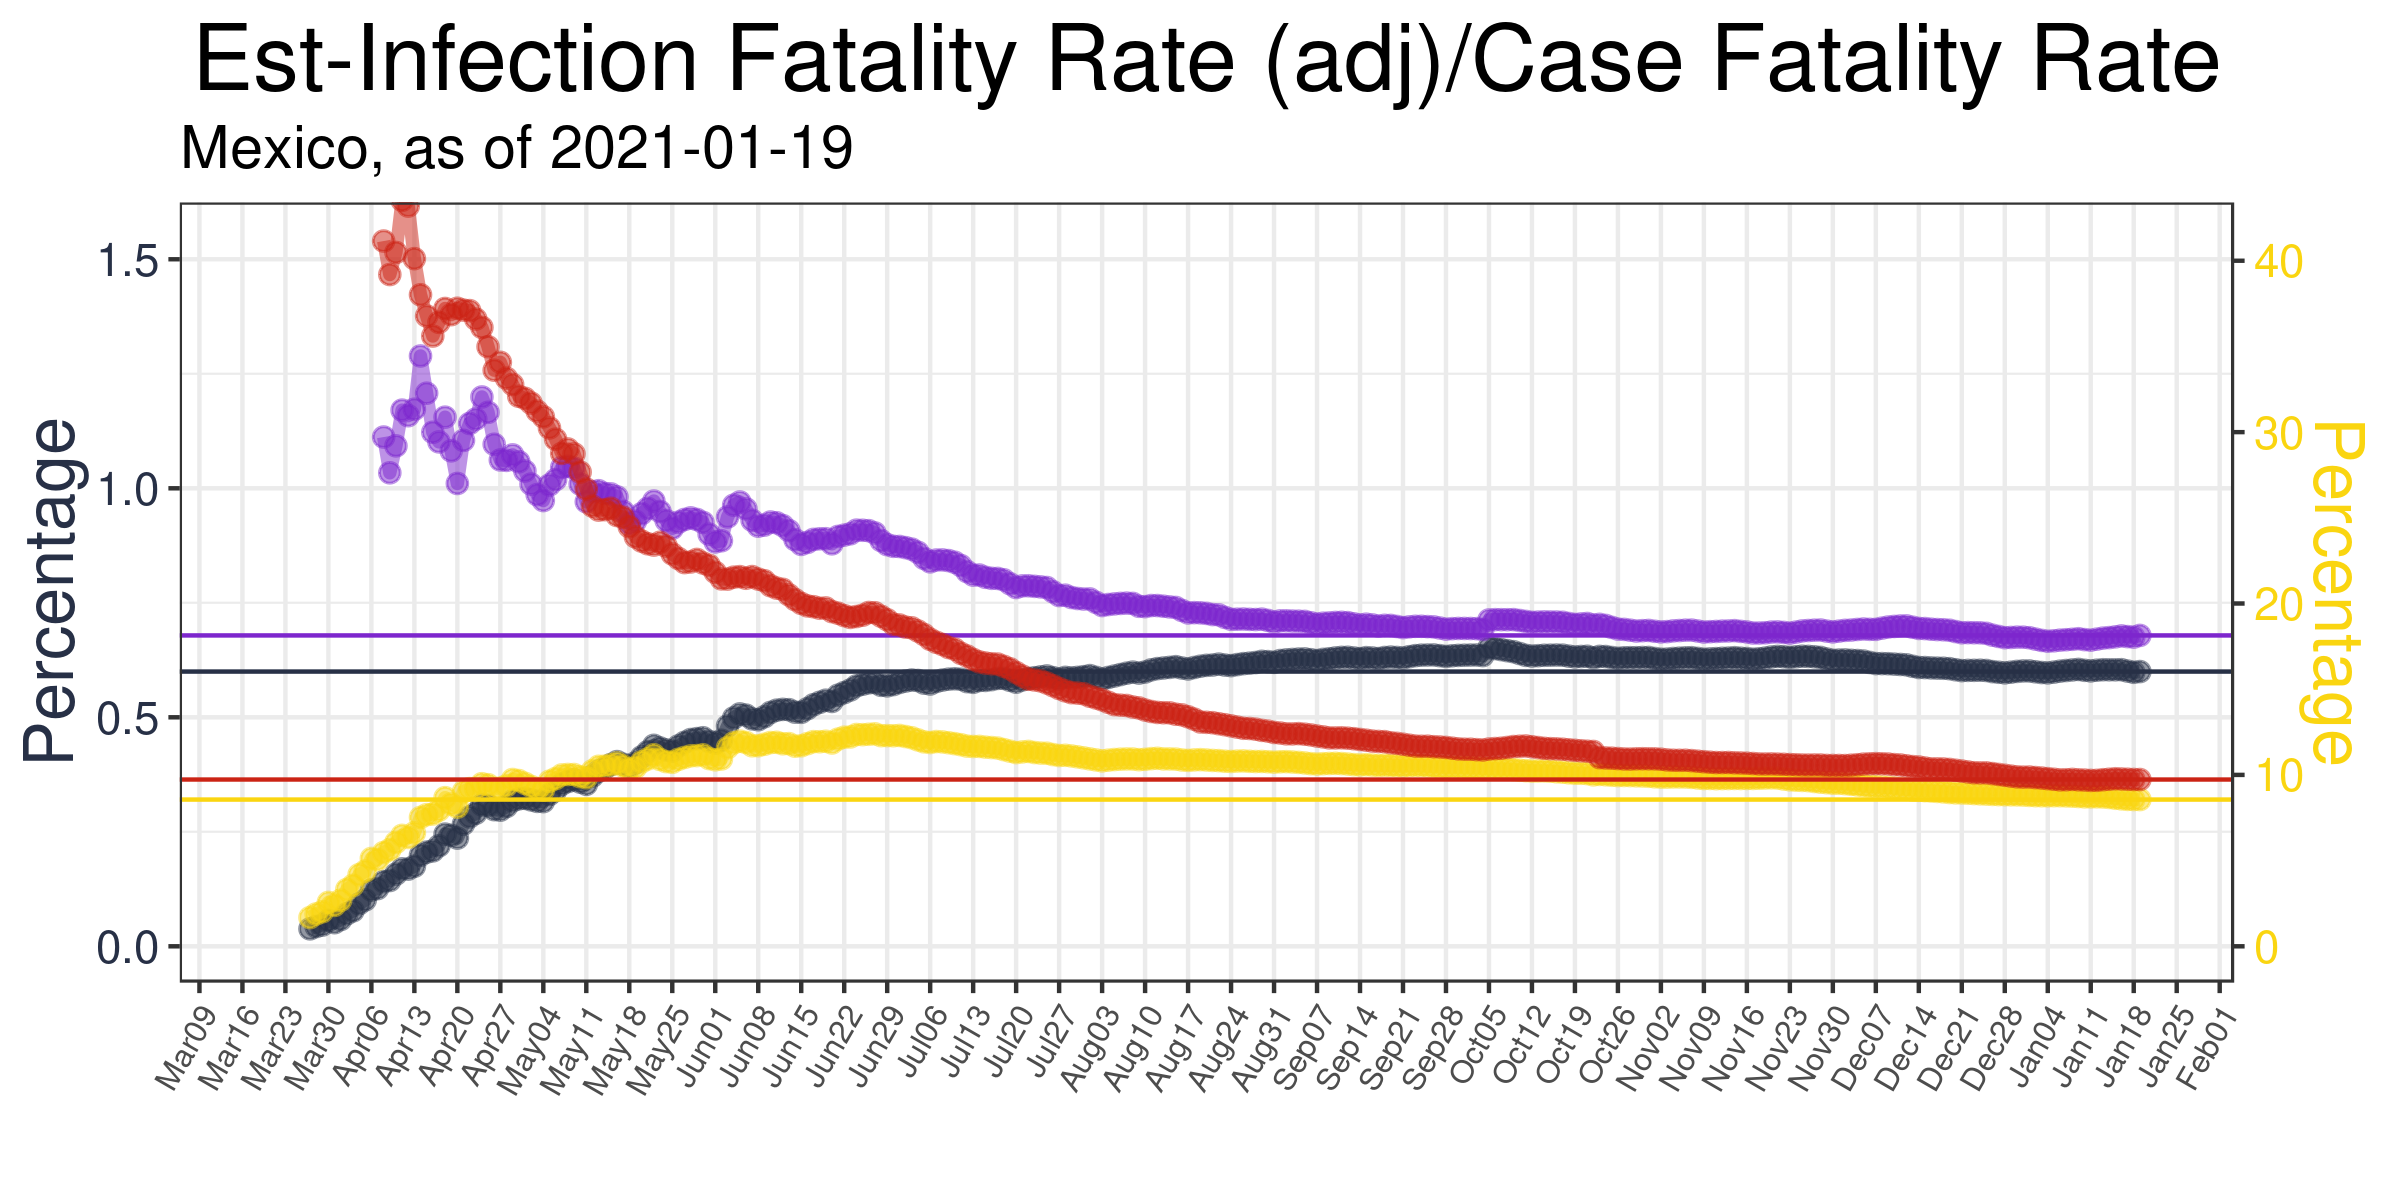 Est-Infection Fatality Rate (adj)/Case Fatality Rate
Mexico, as of 2021-01-19
Percentage
1.5
1.0
0.5
0.0
40
30
20
10
0
Percentage
Mar09
Mar16
Mar23
Mar30
Apr06
Apr13
Apr20
Apr27
May04
May11
May18
May25
Jun01
Jun08
Jun15
Jun22
Jun29
Jul06
Jul13
Jul20
Jul27
Aug03
Aug10
Aug17
Aug24
Aug31
Sep07
Sep14
Sep21
Sep28
Oct05
Oct12
Oct19
Oct26
Nov02
Nov09
Nov16
Nov23
Nov30
Dec07
Dec14
Dec21
Dec28
Jan04
Jan11
Jan18
Jan25
Feb01